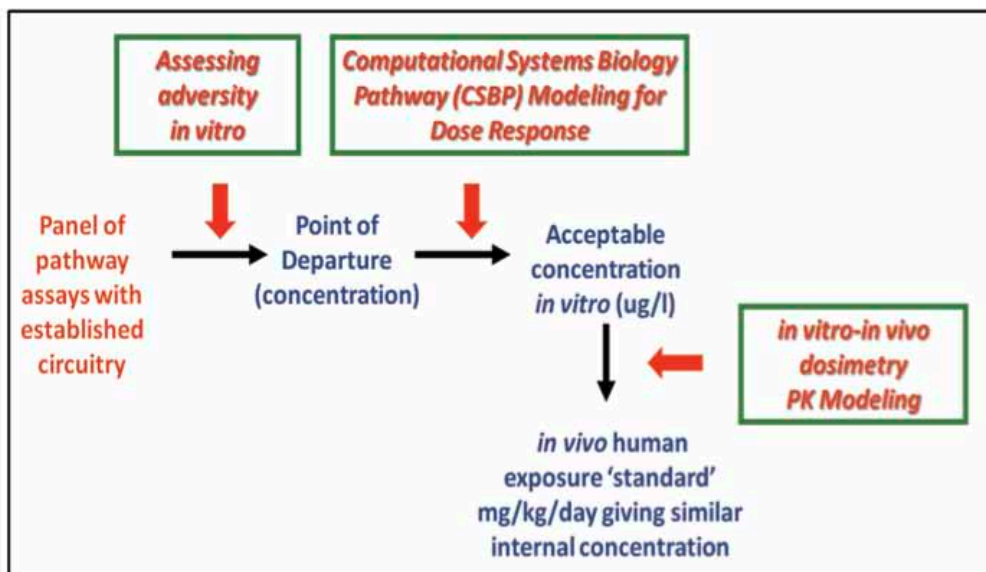 Assessing
adversity
in vitro
Computational Systems Biology
Pathway (CSBP) Modeling for
Dose Response
Panel of
pathway
assays with
established
circuitry
Point of
Departure
(concentration)
Acceptable
concentration
in vitro (ug/l)
in vitro-in vivo
dosimetry
PK Modeling
in vivo human
exposure ‘standard’
mg/kg/day giving similar
internal concentration